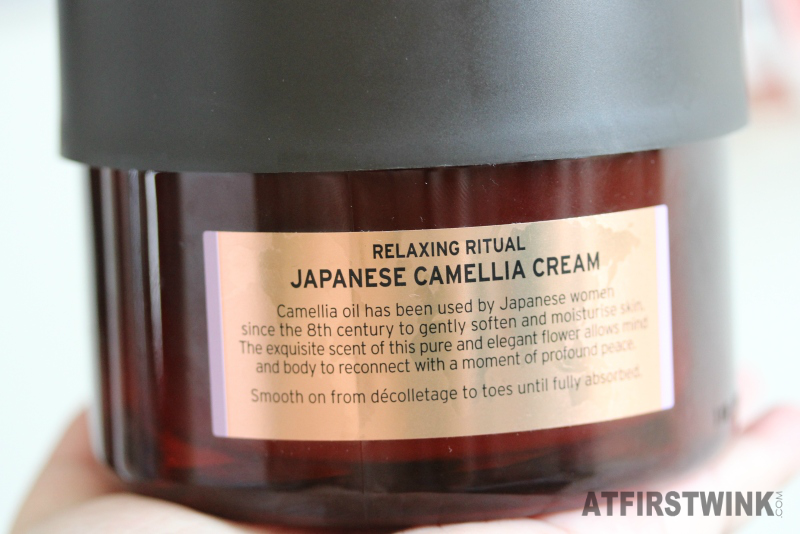 RELAXING RITUAL
JAPANESE CAMELLIA CREAM
Camellia oil has been used by Japanese women
since the 8th century to gently soften and moisturise skin.
The exquisite scent of this pure and elegant flower allows mind
and body to reconnect with a moment of profound peace.
Smooth on from décolletage to toes until fully absorbed.
ATFIRSTWINK.COM